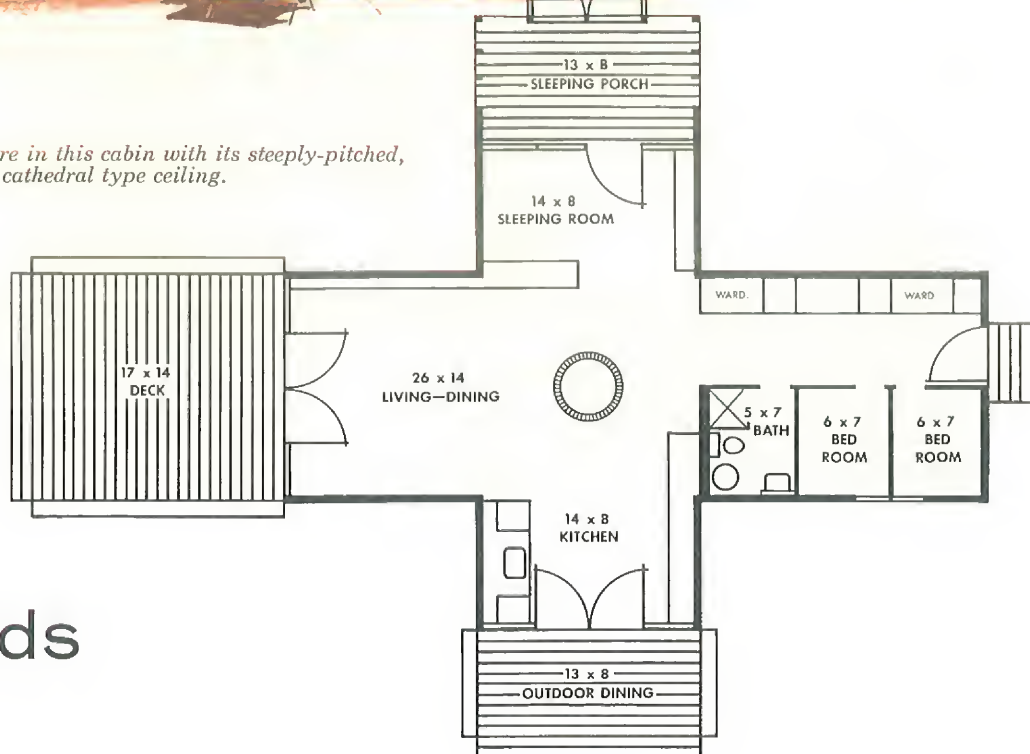 13 x 8
SLEEPING PORCH
re in this cabin with its steeply-pitched,
cathedral type ceiling.
14 x 8
SLEEPING ROOM
WARD.
WARD
17 x 14
DECK
26 x 14
LIVING—DINING
5 x 7
BATH
6 x 7
BED
ROOM
6 x 7
BED
ROOM
14 x 8
KITCHEN
ds
13 x 8
OUTDOOR DINING